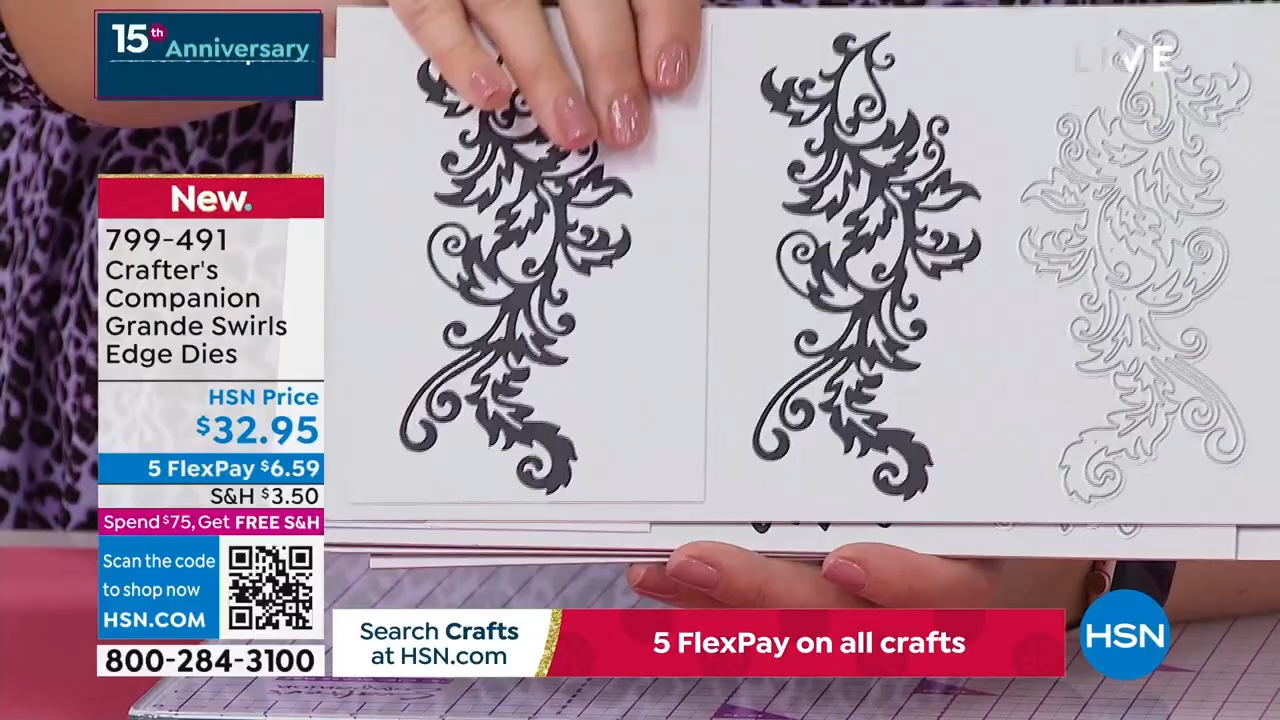 15th Anniversary
LIVE
New.
799-491
Crafter's
Companion
Grande Swirls
Edge Dies
HSN Price
$32.95
5 FlexPay $6.59
S&H $3.50
Spend $75, Get FREE S&H
Scan the code
to shop now
HSN.COM
800-284-3100
Search Crafts
at HSN.com
5 FlexPay on all crafts
HSN